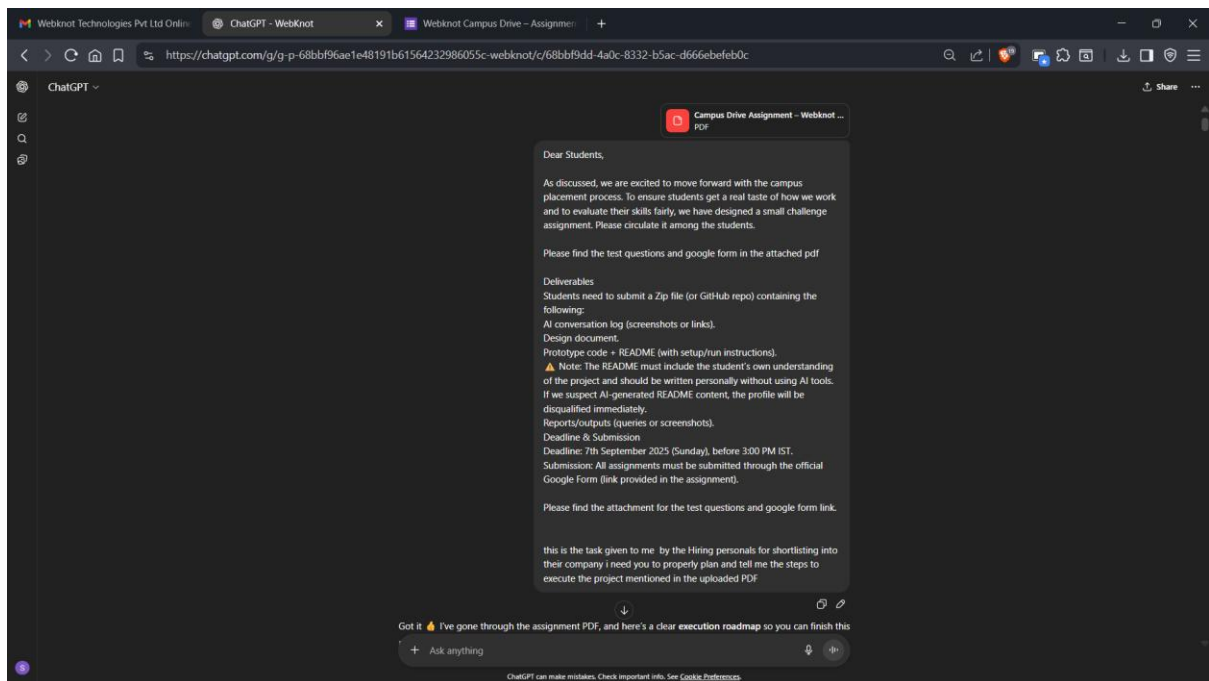 Webknot Technologies Pvt Ltd Onlin
ChatGPT - WebKnot
Webknot Campus Drive – Assignmen
https://chatgpt.com/g/g-p-68bbf96ae1e48191b61564232986055c-webknot/c/68bbf9dd-4a0c-8332-b5ac-d666ebefeb0c
ChatGPT
Share
Campus Drive Assignment – Webknot ...
PDF
Dear Students,
As discussed, we are excited to move forward with the campus
placement process. To ensure students get a real taste of how we work
and to evaluate their skills fairly, we have designed a small challenge
assignment. Please circulate it among the students.
Please find the test questions and google form in the attached pdf
Deliverables
Students need to submit a Zip file (or GitHub repo) containing the
following:
AI conversation log (screenshots or links).
Design document.
Prototype code + README (with setup/run instructions).
⚠ Note: The README must include the student's own understanding
of the project and should be written personally without using AI tools.
If we suspect AI-generated README content, the profile will be
disqualified immediately.
Reports/outputs (queries or screenshots).
Deadline & Submission
Deadline: 7th September 2025 (Sunday), before 3:00 PM IST.
Submission: All assignments must be submitted through the official
Google Form (link provided in the assignment).
Please find the attachment for the test questions and google form link.
this is the task given to me by the Hiring personals for shortlisting into
their company i need you to properly plan and tell me the steps to
execute the project mentioned in the uploaded PDF
Got it 👍 I've gone through the assignment PDF, and here's a clear execution roadmap so you can finish this
Ask anything
S
ChatGPT can make mistakes. Check important info. See Cookie Preferences.